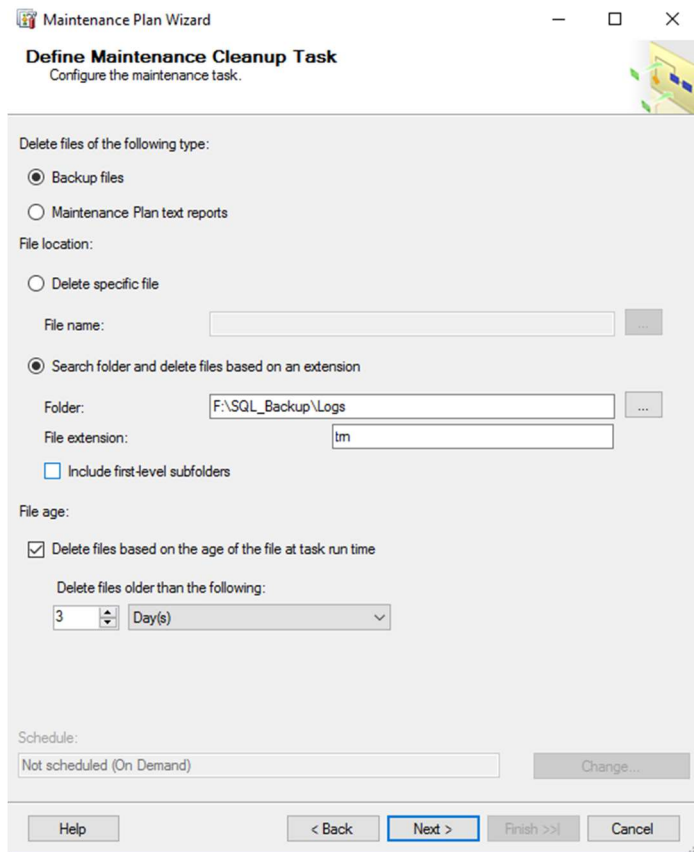 Maintenance Plan Wizard
Define Maintenance Cleanup Task
Configure the maintenance task.
Delete files of the following type:
Backup files
Maintenance Plan text reports
File location:
Delete specific file
File name:
...
Search folder and delete files based on an extension
Folder:
F:\SQL_Backup\Logs
...
File extension:
trn
Include first-level subfolders
File age:
Delete files based on the age of the file at task run time
Delete files older than the following:
3 Day(s)
Schedule:
Not scheduled (On Demand)
Change...
Help
< Back
Next >
Finish >>|
Cancel